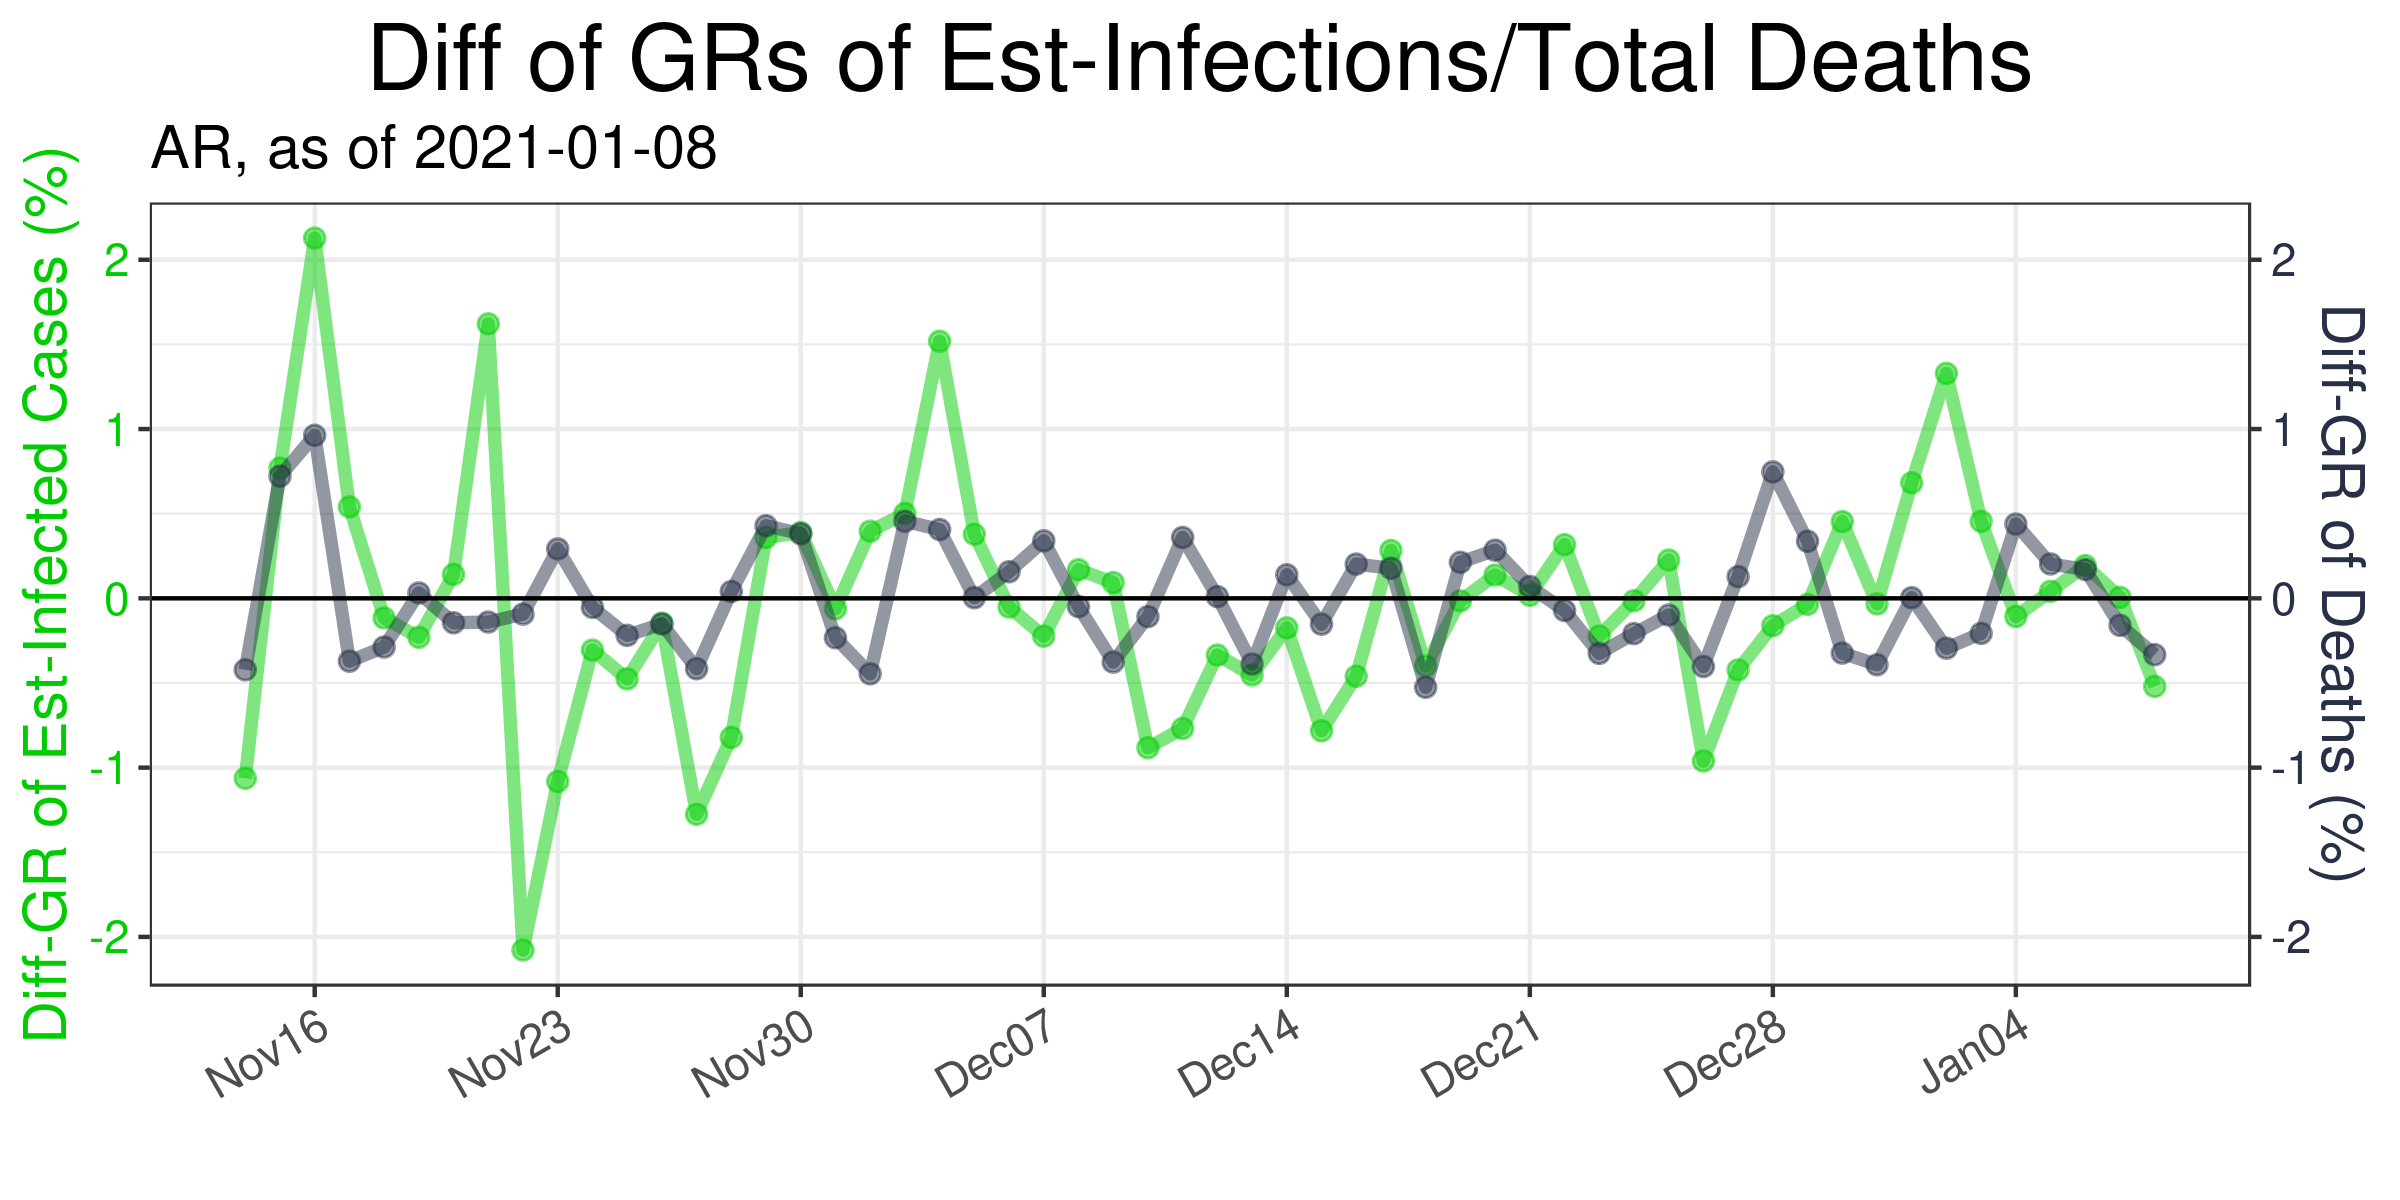 Diff of GRs of Est-Infections/Total Deaths
AR, as of 2021-01-08
Diff-GR of Est-Infected Cases (%)
2
1
0
-1
-2
2
1
0
-1
-2
Diff-GR of Deaths (%)
Nov16
Nov23
Nov30
Dec07
Dec14
Dec21
Dec28
Jan04